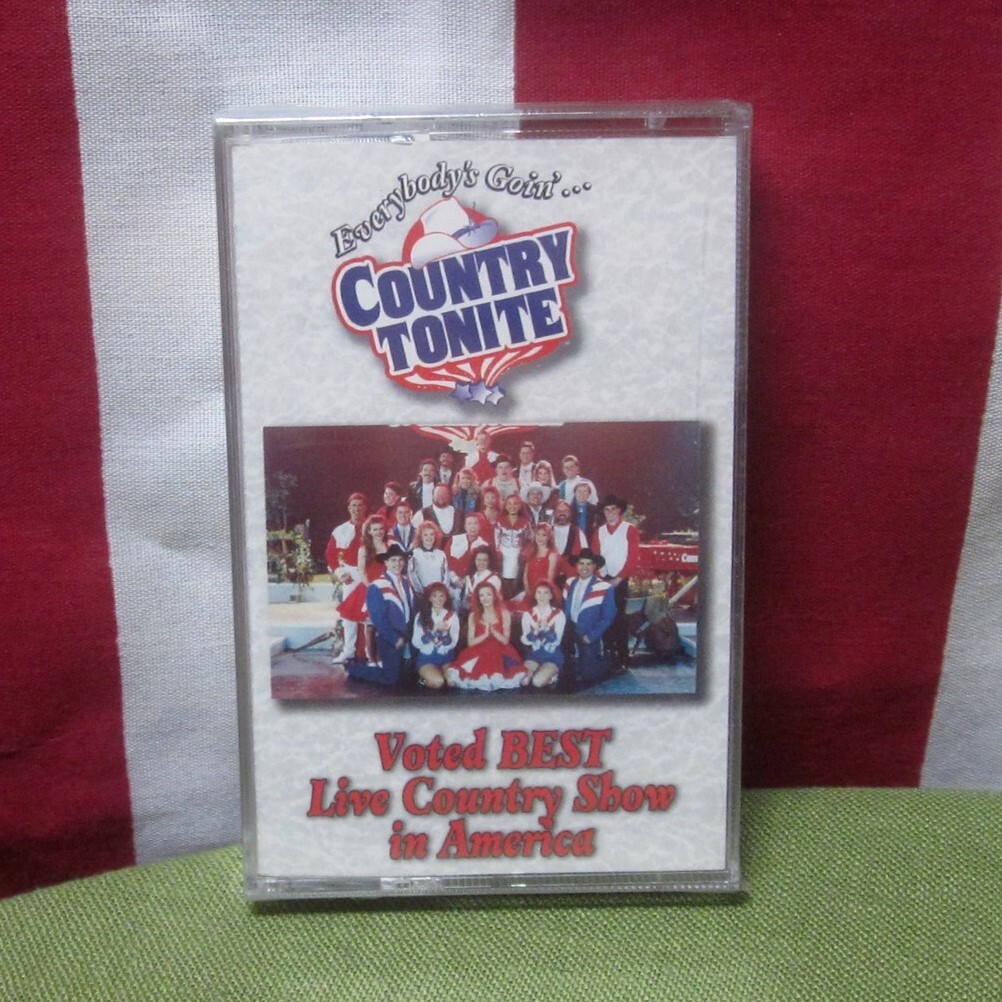 Everybody's Goin'...
COUNTRY
TONITE
Voted BEST
Live Country Show
in America